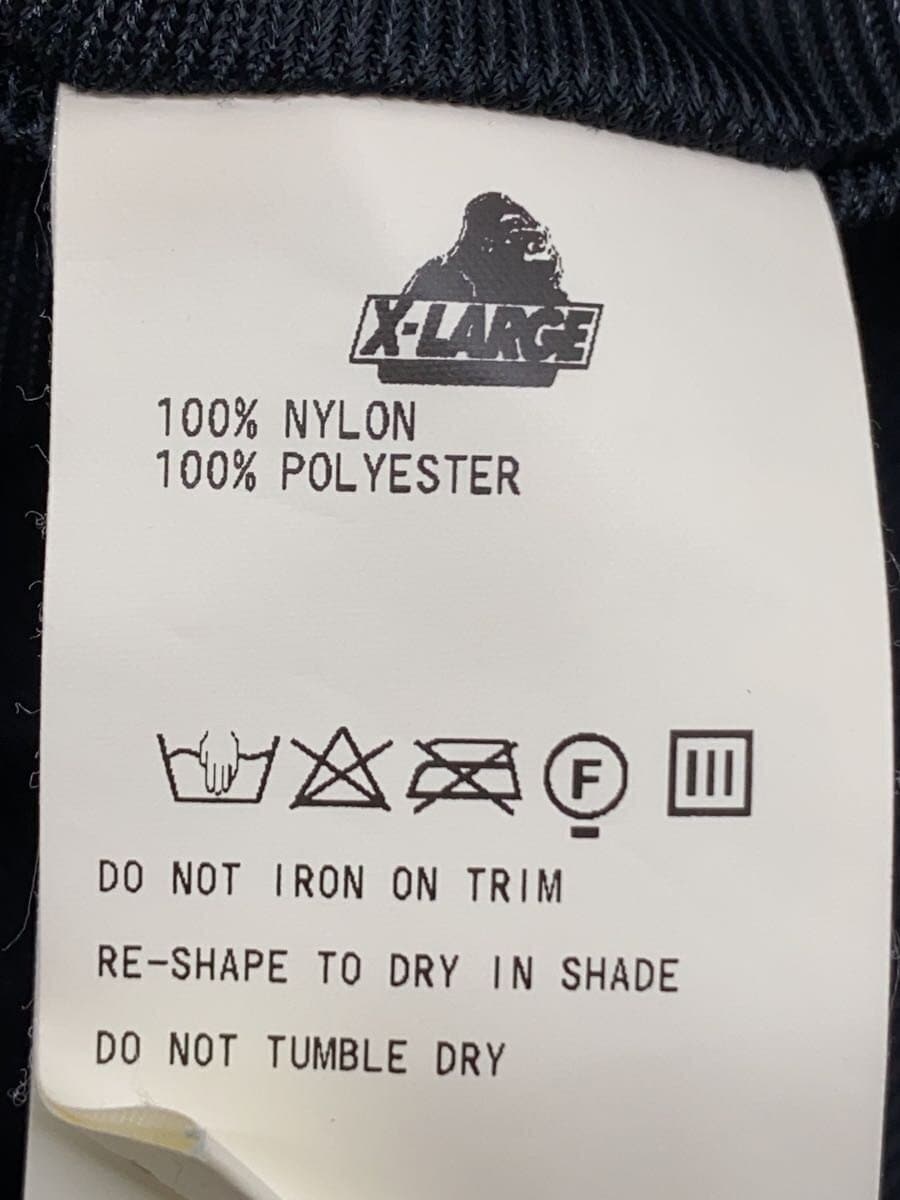 X-LARGE
100% NYLON
100% POLYESTER
F
DO NOT IRON ON TRIM
RE-SHAPE TO DRY IN SHADE
DO NOT TUMBLE DRY